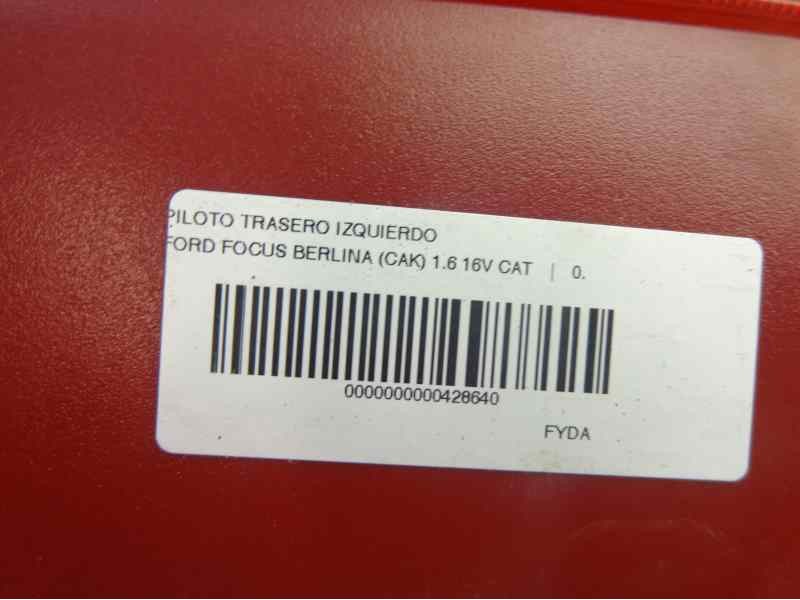 PILOTO TRASERO IZQUIERDO
FORD FOCUS BERLINA (CAK) 1.6 16V CAT | 0.
0000000000428640
FYDA